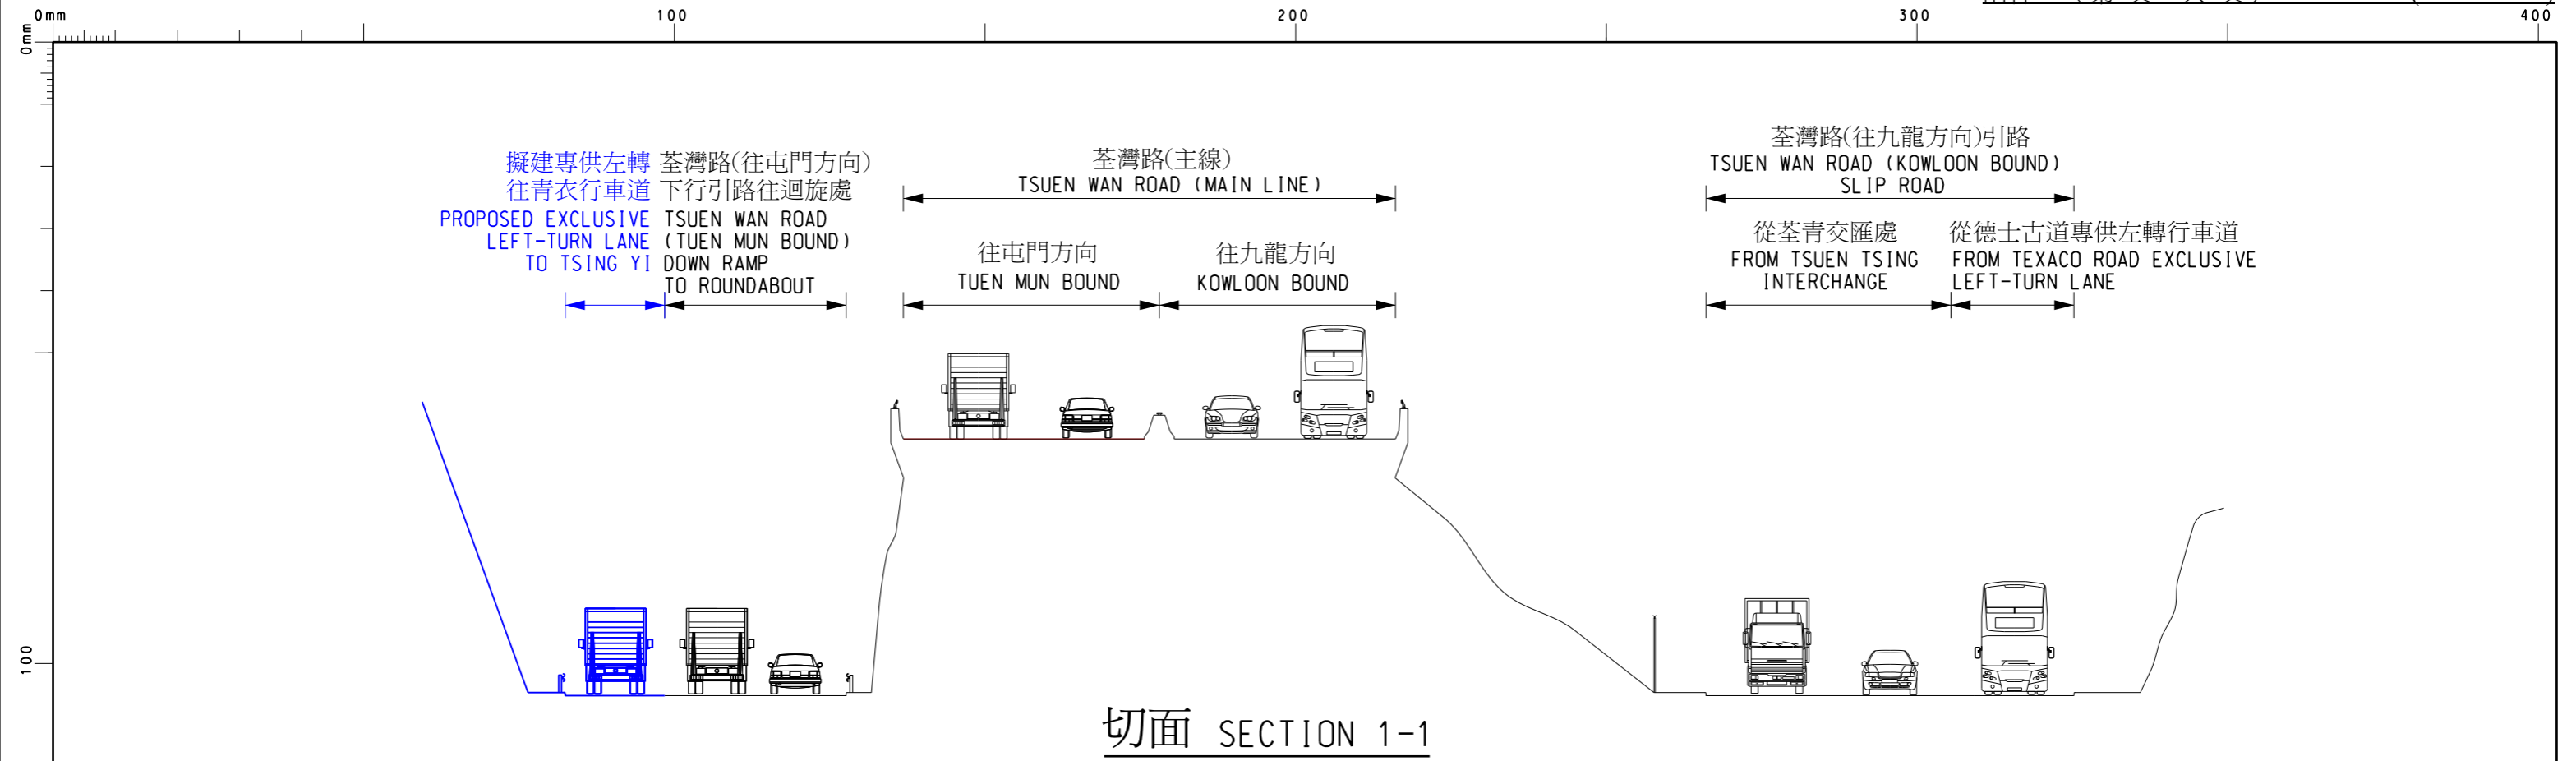 0mm
100
200
300
400
0mm
100
擬建專供左轉
往青衣行車道
PROPOSED EXCLUSIVE
LEFT-TURN LANE
TO TSING YI
荃灣路(往屯門方向)
下行引路往迴旋處
TSUEN WAN ROAD
(TUEN MUN BOUND)
DOWN RAMP
TO ROUNDABOUT
荃灣路(主線)
TSUEN WAN ROAD (MAIN LINE)
往屯門方向
TUEN MUN BOUND
往九龍方向
KOWLOON BOUND
荃灣路(往九龍方向)引路
TSUEN WAN ROAD (KOWLOON BOUND)
SLIP ROAD
從荃青交匯處
FROM TSUEN TSING
INTERCHANGE
從德士古道專供左轉行車道
FROM TEXACO ROAD EXCLUSIVE
LEFT-TURN LANE
切面 SECTION 1-1